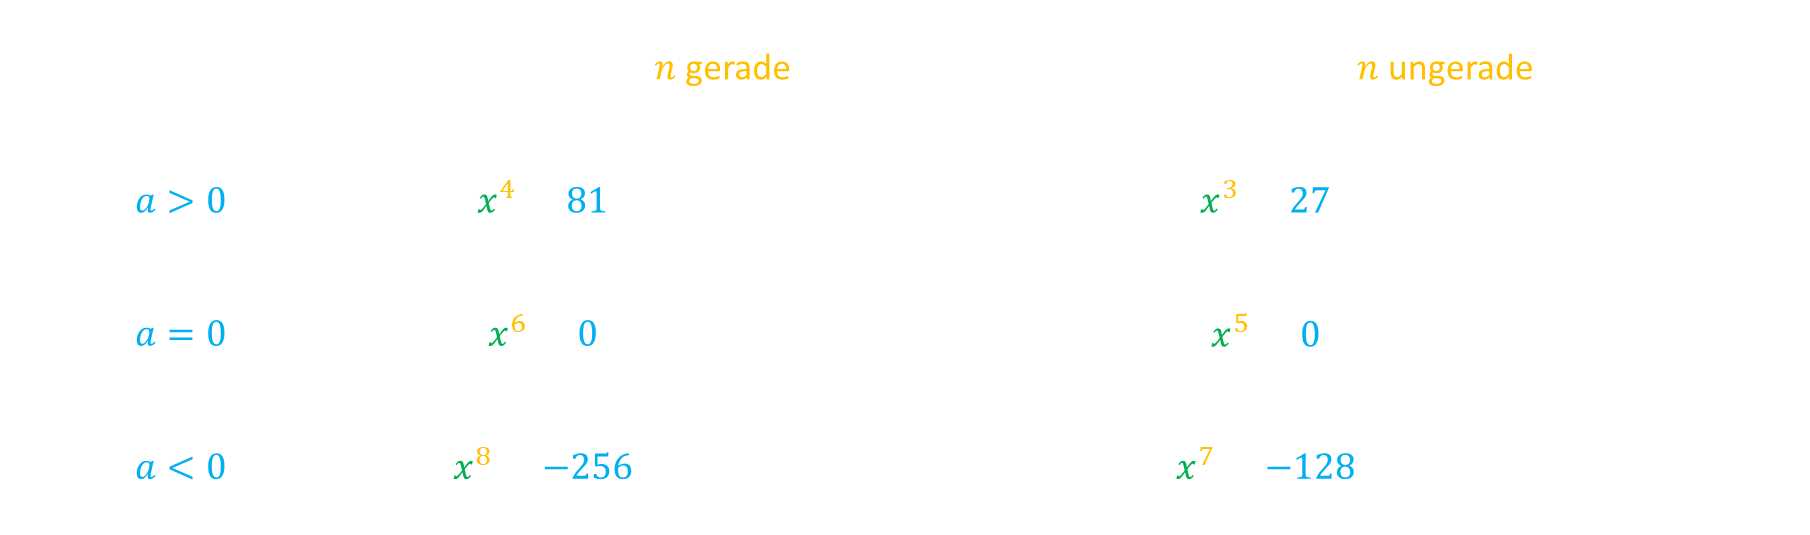 n gerade n ungerade
a > 0 x⁴ 81 x³ 27
a = 0 x⁶ 0 x⁵ 0
a < 0 x⁸ −256 x⁷ −128